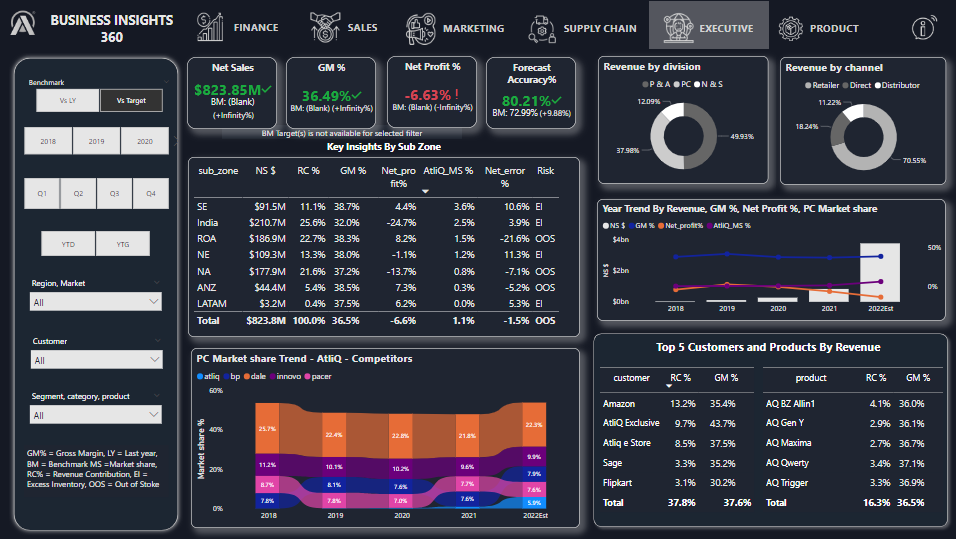 BUSINESS INSIGHTS
360
FINANCE
SALES
MARKETING
SUPPLY CHAIN
EXECUTIVE
PRODUCT
Benchmark
Vs LY
Vs Target
2018
2019
2020
Q1
Q2
Q3
Q4
YTD
YTG
Region, Market
All
Customer
All
Segment, category, product
All
GM% = Gross Margin, LY = Last year,
BM = Benchmark MS =Market share,
RC% = Revenue Contribution, EI =
Excess Inventory, OOS = Out of Stoke
Net Sales
$823.85M
BM: (Blank)
(+Infinity%)
GM %
36.49%
BM: (Blank) (+Infinity%)
Net Profit %
-6.63% !
BM: (Blank) (-Infinity%)
Forecast
Accuracy%
80.21%
BM: 72.99% (+9.88%)
BM Target(s) is not available for selected filter
Key Insights By Sub Zone
sub_zone NS $ RC % GM % Net_pro AtliQ_MS % Net_error Risk
fit% %
SE $91.5M 11.1% 38.7% 4.4% 3.6% 10.6% EI
India $210.7M 25.6% 32.0% -24.7% 2.5% 3.9% EI
ROA $186.9M 22.7% 38.3% 8.2% 1.5% -21.6% OOS
NE $109.3M 13.3% 38.0% -1.1% 1.2% 11.3% EI
NA $177.9M 21.6% 37.2% -13.7% 0.8% -7.1% OOS
ANZ $44.4M 5.4% 38.5% 7.3% 0.3% -5.2% OOS
LATAM $3.2M 0.4% 37.5% 6.2% 0.0% 5.3% EI
Total $823.8M 100.0% 36.5% -6.6% 1.1% -1.5% OOS
PC Market share Trend - AtliQ - Competitors
atliq bp dale innovo pacer
Market share %
60%
40%
20%
0%
25.7% 22.4% 22.8% 21.8% 22.3%
11.2% 10.1% 10.2% 9.6% 9.9%
8.7% 8.1% 7.6% 7.7% 7.9%
7.8% 7.8% 7.0% 7.6% 7.6%
5.9%
2018 2019 2020 2021 2022Est
Revenue by division
P & A PC N & S
12.09%
37.98%
49.93%
Revenue by channel
Retailer Direct Distributor
11.22%
18.24%
70.55%
Year Trend By Revenue, GM %, Net Profit %, PC Market share
NS $ GM % Net_profit% AtliQ_MS %
NS $
$4bn
$2bn
$0bn
50%
0%
2018 2019 2020 2021 2022Est
Top 5 Customers and Products By Revenue
customer RC % GM %
Amazon 13.2% 35.4%
AtliQ Exclusive 9.7% 43.7%
Atliq e Store 8.5% 37.5%
Sage 3.3% 35.2%
Flipkart 3.1% 30.2%
Total 37.8% 37.6%
product RC % GM %
AQ BZ Allin1 4.1% 36.0%
AQ Gen Y 2.9% 36.1%
AQ Maxima 2.7% 36.7%
AQ Qwerty 3.4% 37.1%
AQ Trigger 3.3% 36.9%
Total 16.3% 36.5%